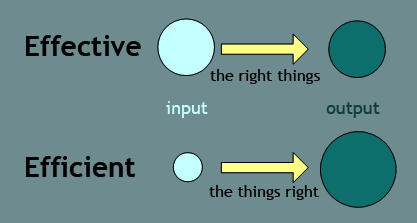 Effective
the right things
input
output
Efficient
the things right